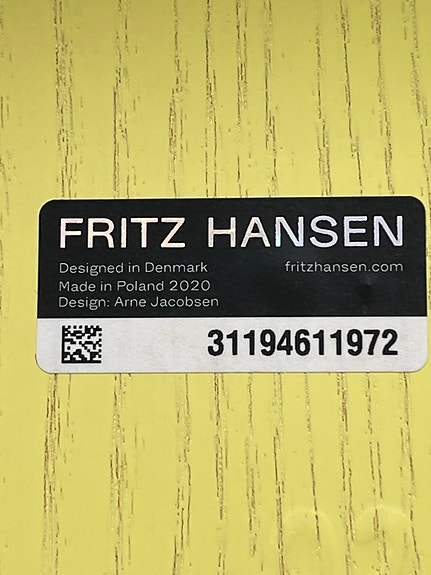 FRITZ HANSEN
Designed in Denmark fritzhansen.com
Made in Poland 2020
Design: Arne Jacobsen
31194611972